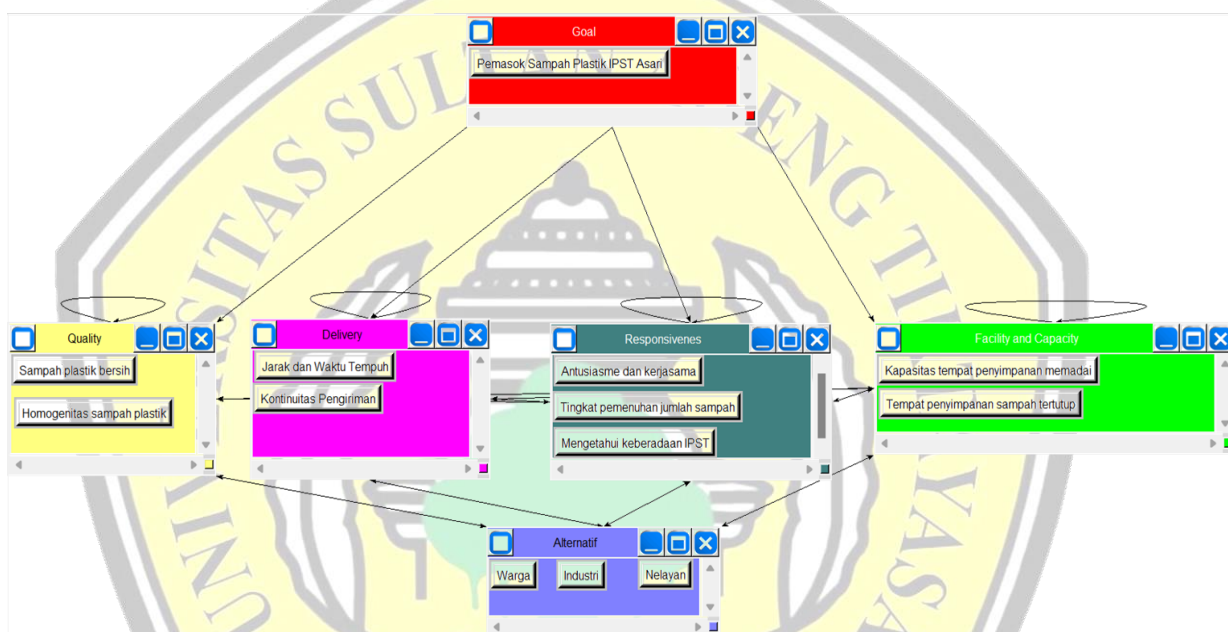 Goal
Pemasok Sampah Plastik IPST Asari
Quality
Sampah plastik bersih
Homogenitas sampah plastik
Delivery
Jarak dan Waktu Tempuh
Kontinuitas Pengiriman
Responsivenes
Antusiasme dan kerjasama
Tingkat pemenuhan jumlah sampah
Mengetahui keberadaan IPST
Facility and Capacity
Kapasitas tempat penyimpanan memadai
Tempat penyimpanan sampah tertutup
Alternatif
Warga
Industri
Nelayan